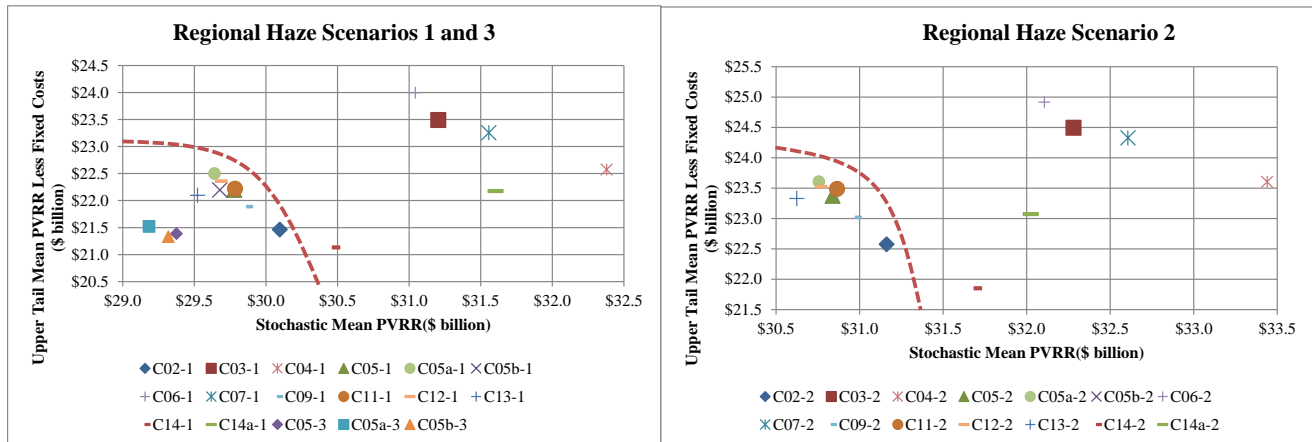 Regional Haze Scenarios 1 and 3
Upper Tail Mean PVRR Less Fixed Costs
($ billion)
$24.5
$24.0
$23.5
$23.0
$22.5
$22.0
$21.5
$21.0
$20.5
$29.0 $29.5 $30.0 $30.5 $31.0 $31.5 $32.0 $32.5
Stochastic Mean PVRR($ billion)
C02-1 C03-1 C04-1 C05-1 C05a-1 C05b-1
C06-1 C07-1 C09-1 C11-1 C12-1 C13-1
C14-1 C14a-1 C05-3 C05a-3 C05b-3
Regional Haze Scenario 2
Upper Tail Mean PVRR Less Fixed Costs
($ billion)
$25.5
$25.0
$24.5
$24.0
$23.5
$23.0
$22.5
$22.0
$21.5
$30.5 $31.0 $31.5 $32.0 $32.5 $33.0 $33.5
Stochastic Mean PVRR($ billion)
C02-2 C03-2 C04-2 C05-2 C05a-2 C05b-2 C06-2
C07-2 C09-2 C11-2 C12-2 C13-2 C14-2 C14a-2